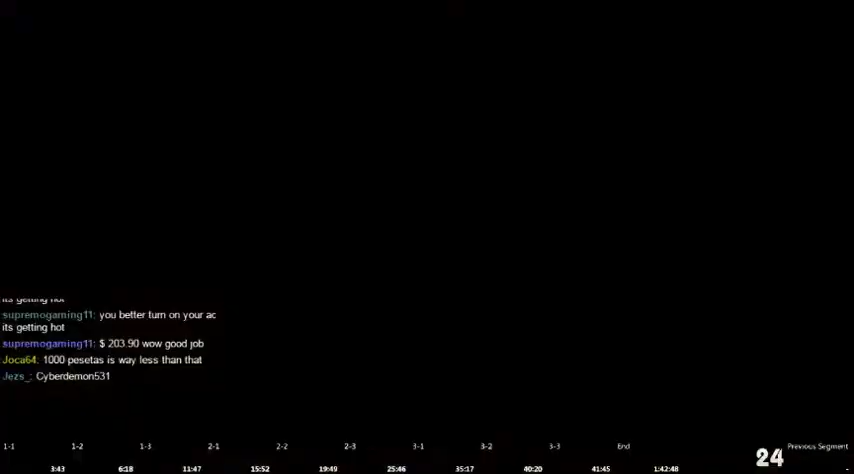 its getting hot
supremogaming11: you better turn on your ac
its getting hot
supremogaming11: $ 203.90 wow good job
Joca64: 1000 pesetas is way less than that
Jezs_: Cyberdemon531
1-1 1-2 1-3 2-1 2-2 2-3 3-1 3-2 3-3 End Previous Segment
3:43 6:18 11:47 15:52 19:49 25:46 35:17 40:20 41:45 1:42:48 24 -